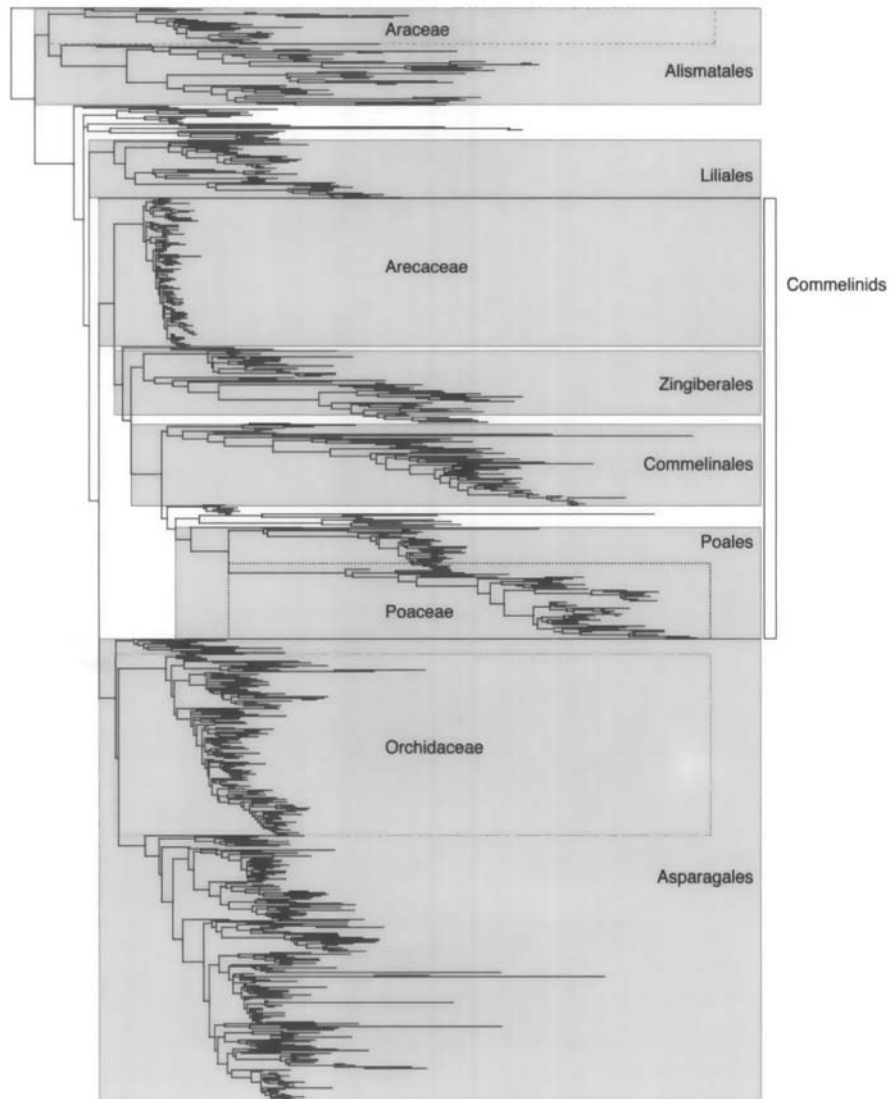 Araceae
Alismatales
Liliales
Arecaceae
Commelinids
Zingiberales
Commelinales
Poales
Poaceae
Orchidaceae
Asparagales